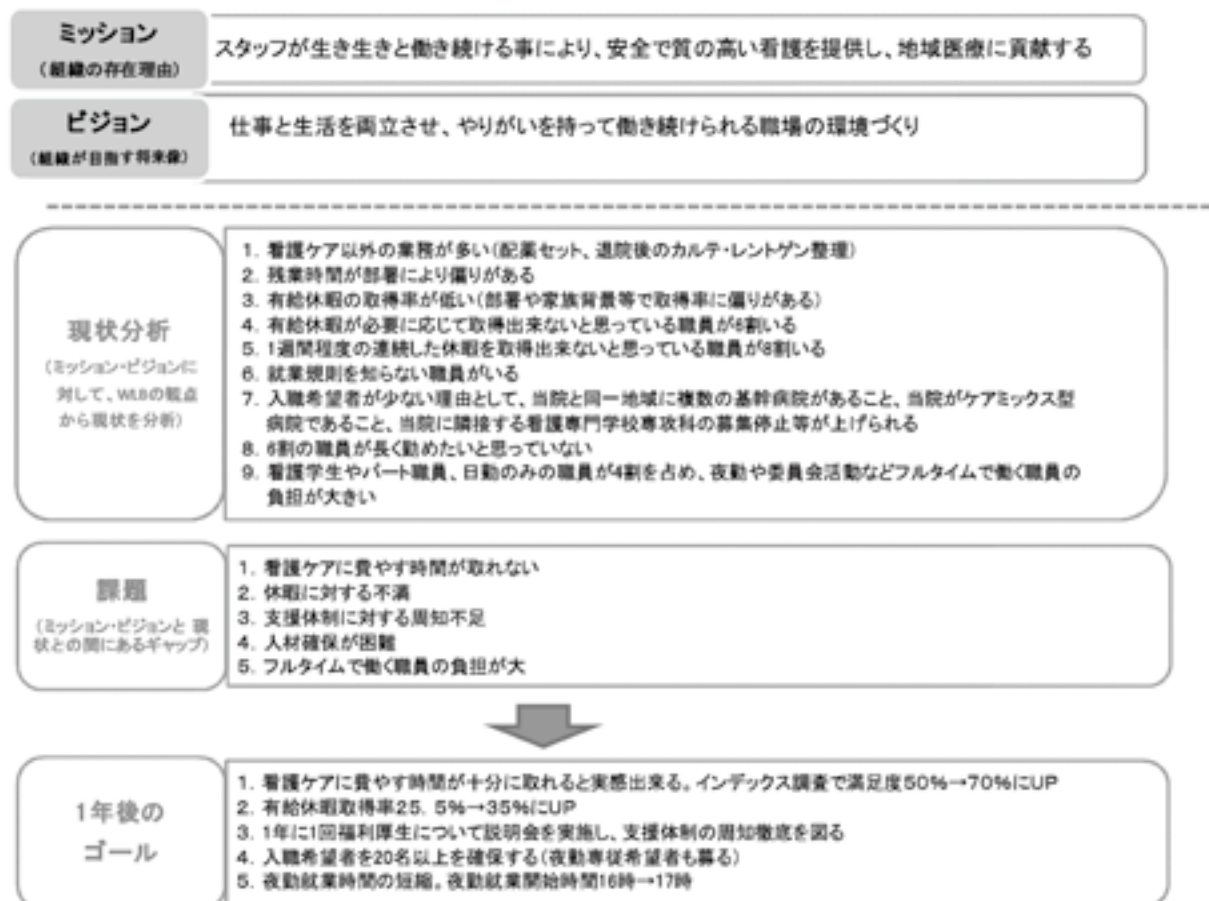 ミッション
(組織の存在理由)
スタッフが生き生きと働き続ける事により、安全で質の高い看護を提供し、地域医療に貢献する
ビジョン
(組織が目指す将来像)
仕事と生活を両立させ、やりがいを持って働き続けられる職場の環境づくり
現状分析
(ミッション・ビジョンに
対して、WLBの観点
から現状を分析)
1. 看護ケア以外の業務が多い(配薬セット、退院後のカルテ・レントゲン整理)
2. 残業時間が部署により偏りがある
3. 有給休暇の取得率が低い(部署や家族背景等で取得率に偏りがある)
4. 有給休暇が必要に応じて取得出来ないと思っている職員が6割いる
5. 1週間程度の連続した休暇を取得出来ないと思っている職員が8割いる
6. 就業規則を知らない職員がいる
7. 入職希望者が少ない理由として、当院と同一地域に複数の基幹病院があること、当院がケアミックス型
病院であること、当院に隣接する看護専門学校専攻科の募集停止等が上げられる
8. 6割の職員が長く勤めたいと思っていない
9. 看護学生やパート職員、日勤のみの職員が4割を占め、夜勤や委員会活動などフルタイムで働く職員の
負担が大きい
課題
(ミッション・ビジョンと 現
状との間にあるギャップ)
1. 看護ケアに費やす時間が取れない
2. 休暇に対する不満
3. 支援体制に対する周知不足
4. 人材確保が困難
5. フルタイムで働く職員の負担が大
1年後の
ゴール
1. 看護ケアに費やす時間が十分に取れると実感出来る。インデックス調査で満足度50%→70%にUP
2. 有給休暇取得率25. 5%→35%にUP
3. 1年に1回福利厚生について説明会を実施し、支援体制の周知徹底を図る
4. 入職希望者を20名以上を確保する(夜勤専従希望者も募る)
5. 夜勤就業時間の短縮。夜勤就業開始時間16時→17時